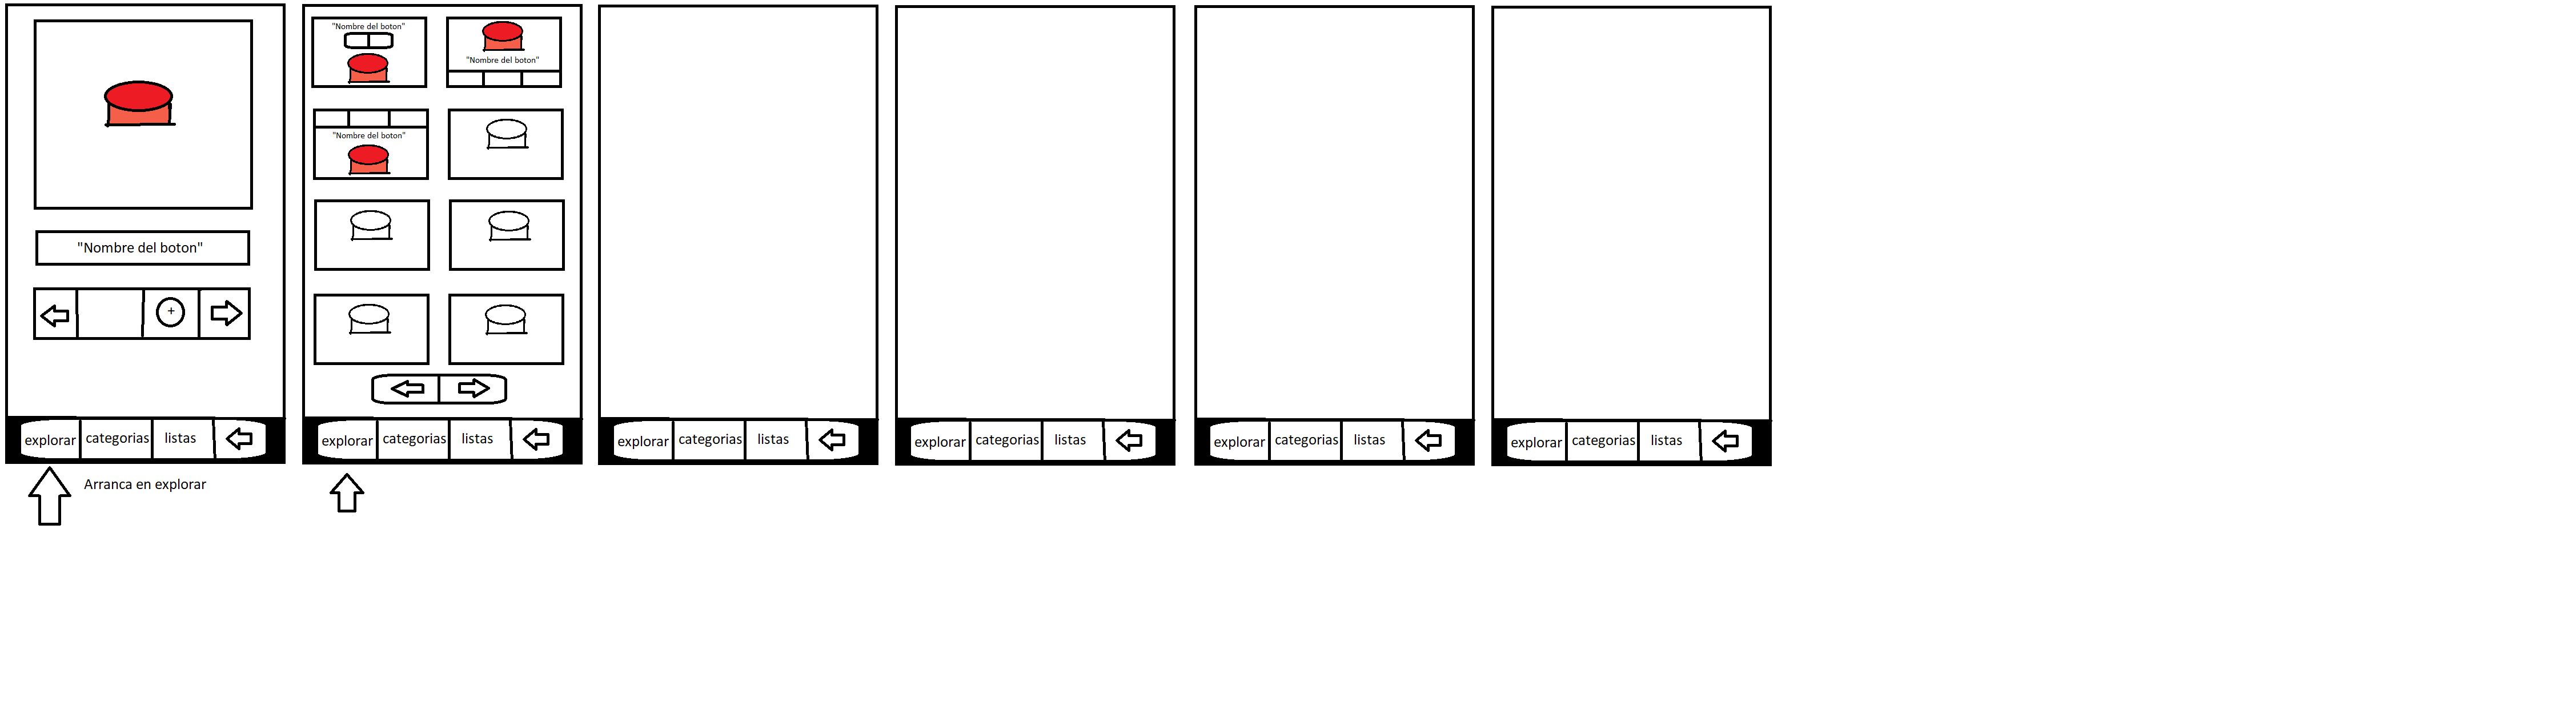 "Nombre del boton"
+
explorar
categorias
listas
Arranca en explorar
"Nombre del boton"
"Nombre del boton"
"Nombre del boton"
explorar
categorias
listas
explorar
categorias
listas
explorar
categorias
listas
explorar
categorias
listas
explorar
categorias
listas